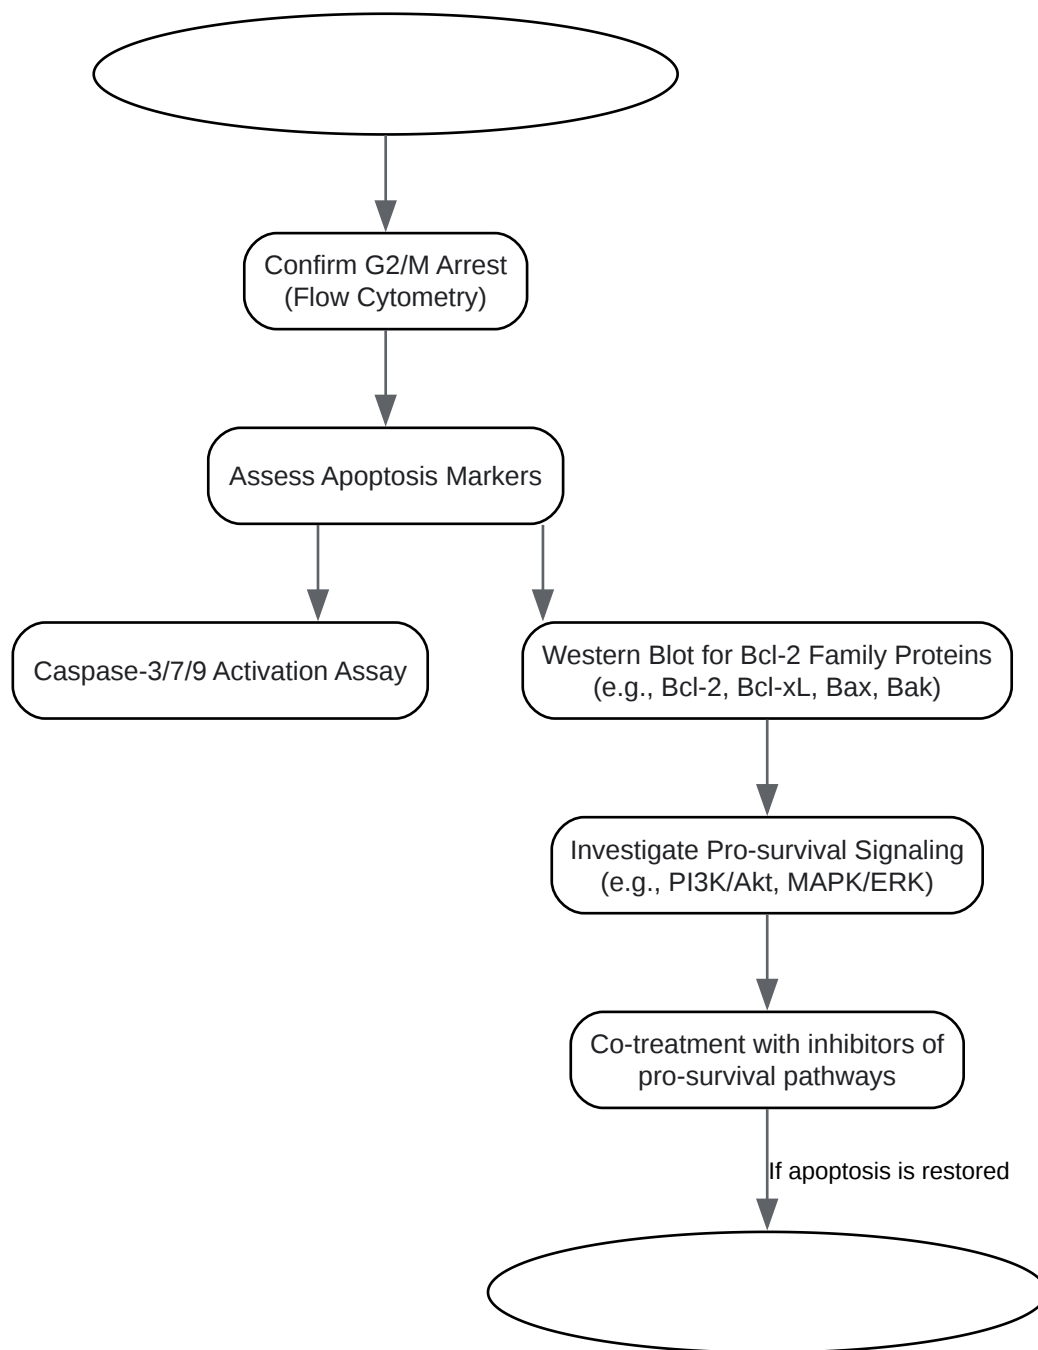 Confirm G2/M Arrest
(Flow Cytometry)
Assess Apoptosis Markers
Caspase-3/7/9 Activation Assay
Western Blot for Bcl-2 Family Proteins
(e.g., Bcl-2, Bcl-xL, Bax, Bak)
Investigate Pro-survival Signaling
(e.g., PI3K/Akt, MAPK/ERK)
Co-treatment with inhibitors of
pro-survival pathways
If apoptosis is restored